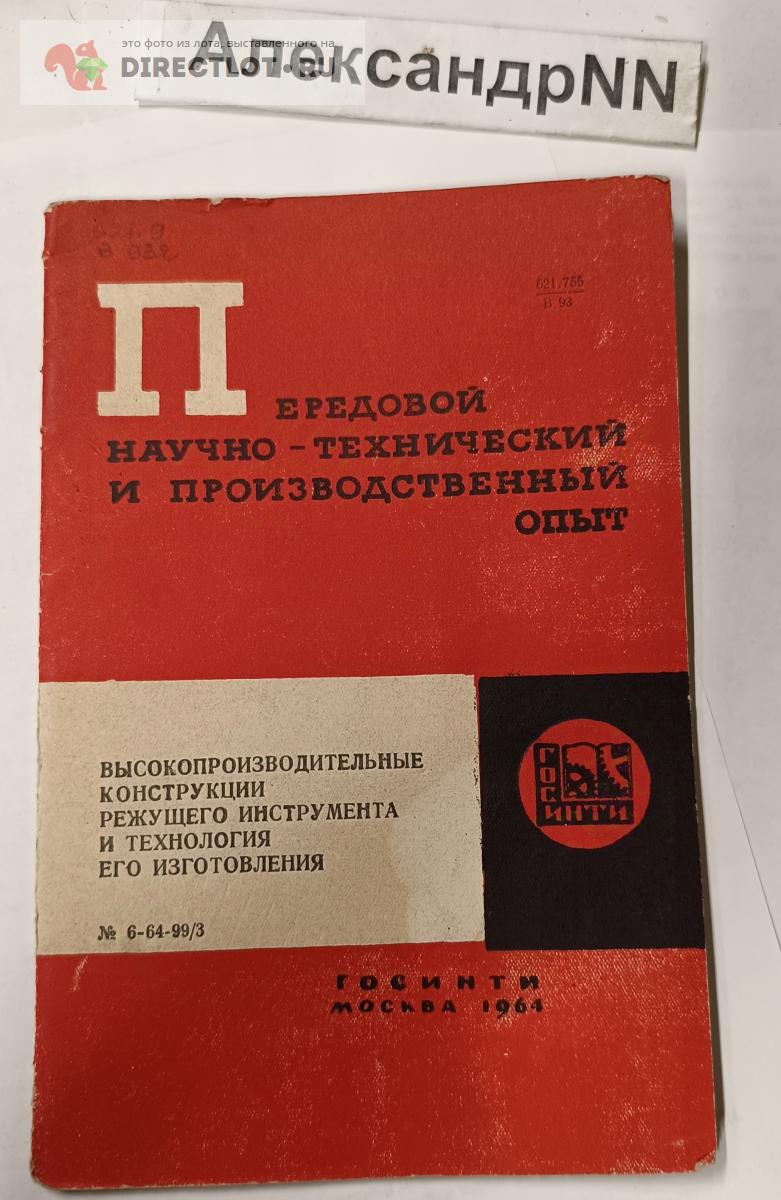 это фото из лота, выставленного на
DIRECTLOT.RU
АлександрNN
621.755
В 93
ПЕРЕДОВОЙ
НАУЧНО-ТЕХНИЧЕСКИЙ
И ПРОИЗВОДСТВЕННЫЙ
ОПЫТ
ВЫСОКОПРОИЗВОДИТЕЛЬНЫЕ
КОНСТРУКЦИИ
РЕЖУЩЕГО ИНСТРУМЕНТА
И ТЕХНОЛОГИЯ
ЕГО ИЗГОТОВЛЕНИЯ
№ 6-64-99/3
ГОС
ИНТИ
ГОСИНТИ
МОСКВА 1964